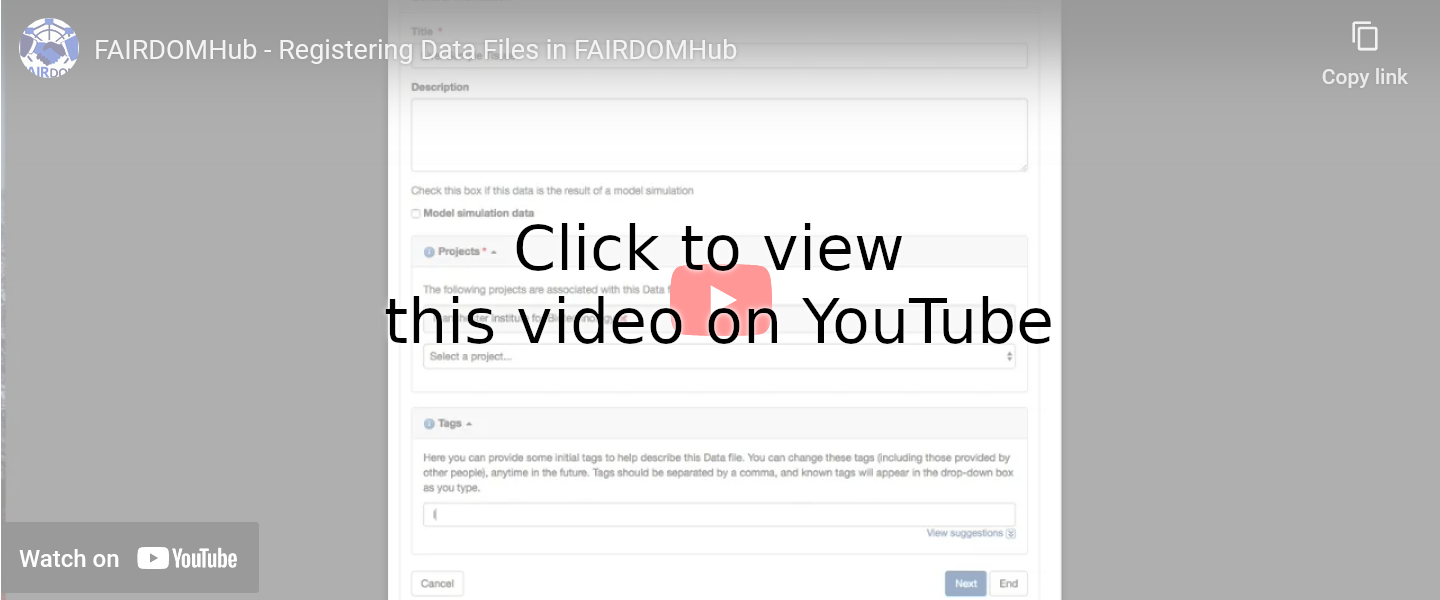 FAIRDOMHub - Registering Data Files in FAIRDOMHub
Copy link
Title *
Description
Check this box if this data is the result of a model simulation
Model simulation data
Projects *
Click to view
The following projects are associated with this Data
this video on YouTube
Select a project...
Tags
Here you can provide some initial tags to help describe this Data file. You can change these tags (including those provided by
other people), anytime in the future. Tags should be separated by a comma, and known tags will appear in the drop-down box
as you type.
View suggestions
Watch on YouTube
Cancel
Next
End